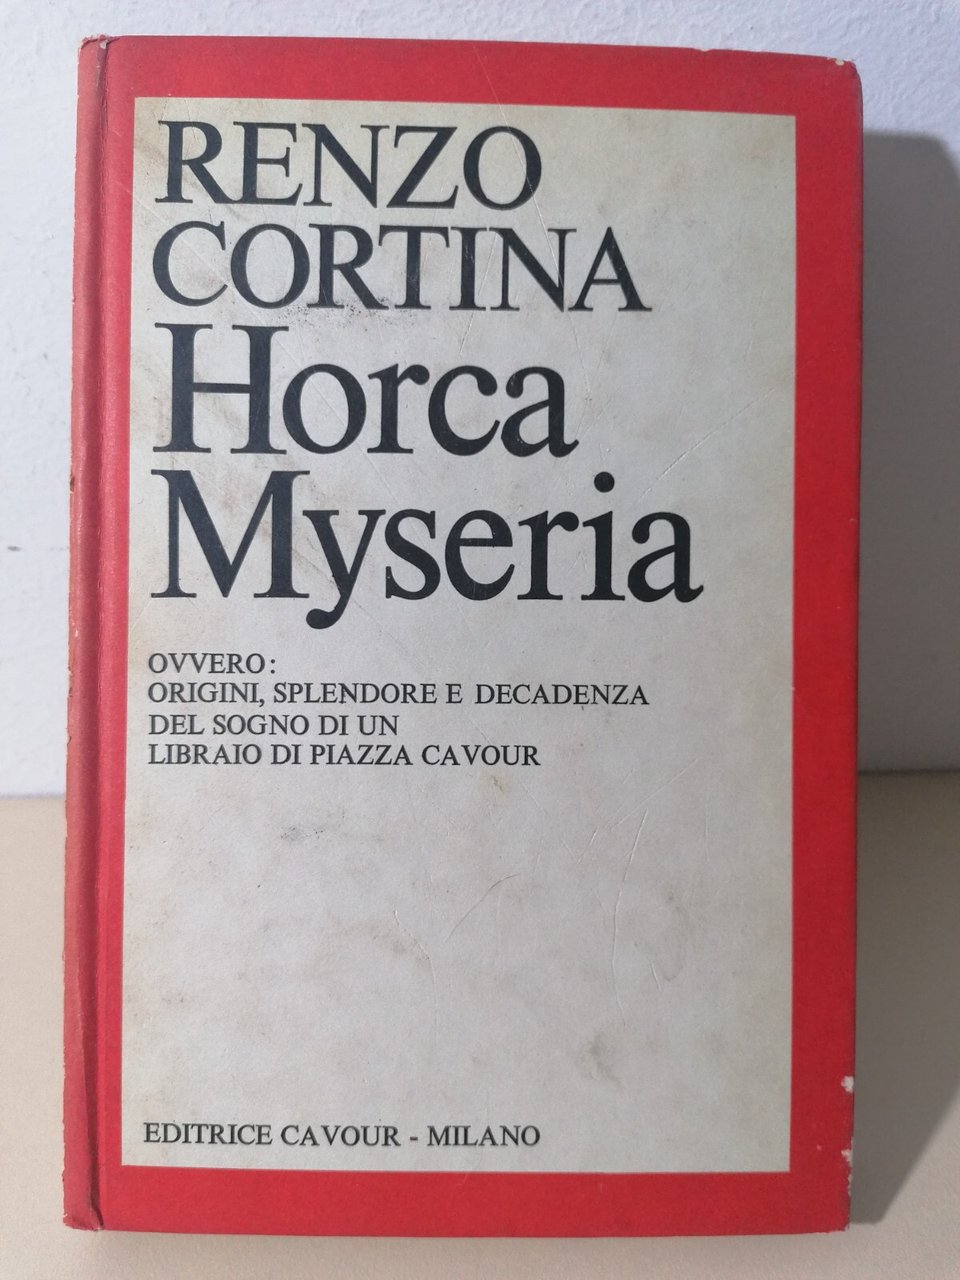 RENZO
CORTINA
Horca
Myseria
OVVERO:
ORIGINI, SPLENDORE E DECADENZA
DEL SOGNO DI UN
LIBRAIO DI PIAZZA CAVOUR
EDITRICE CAVOUR - MILANO